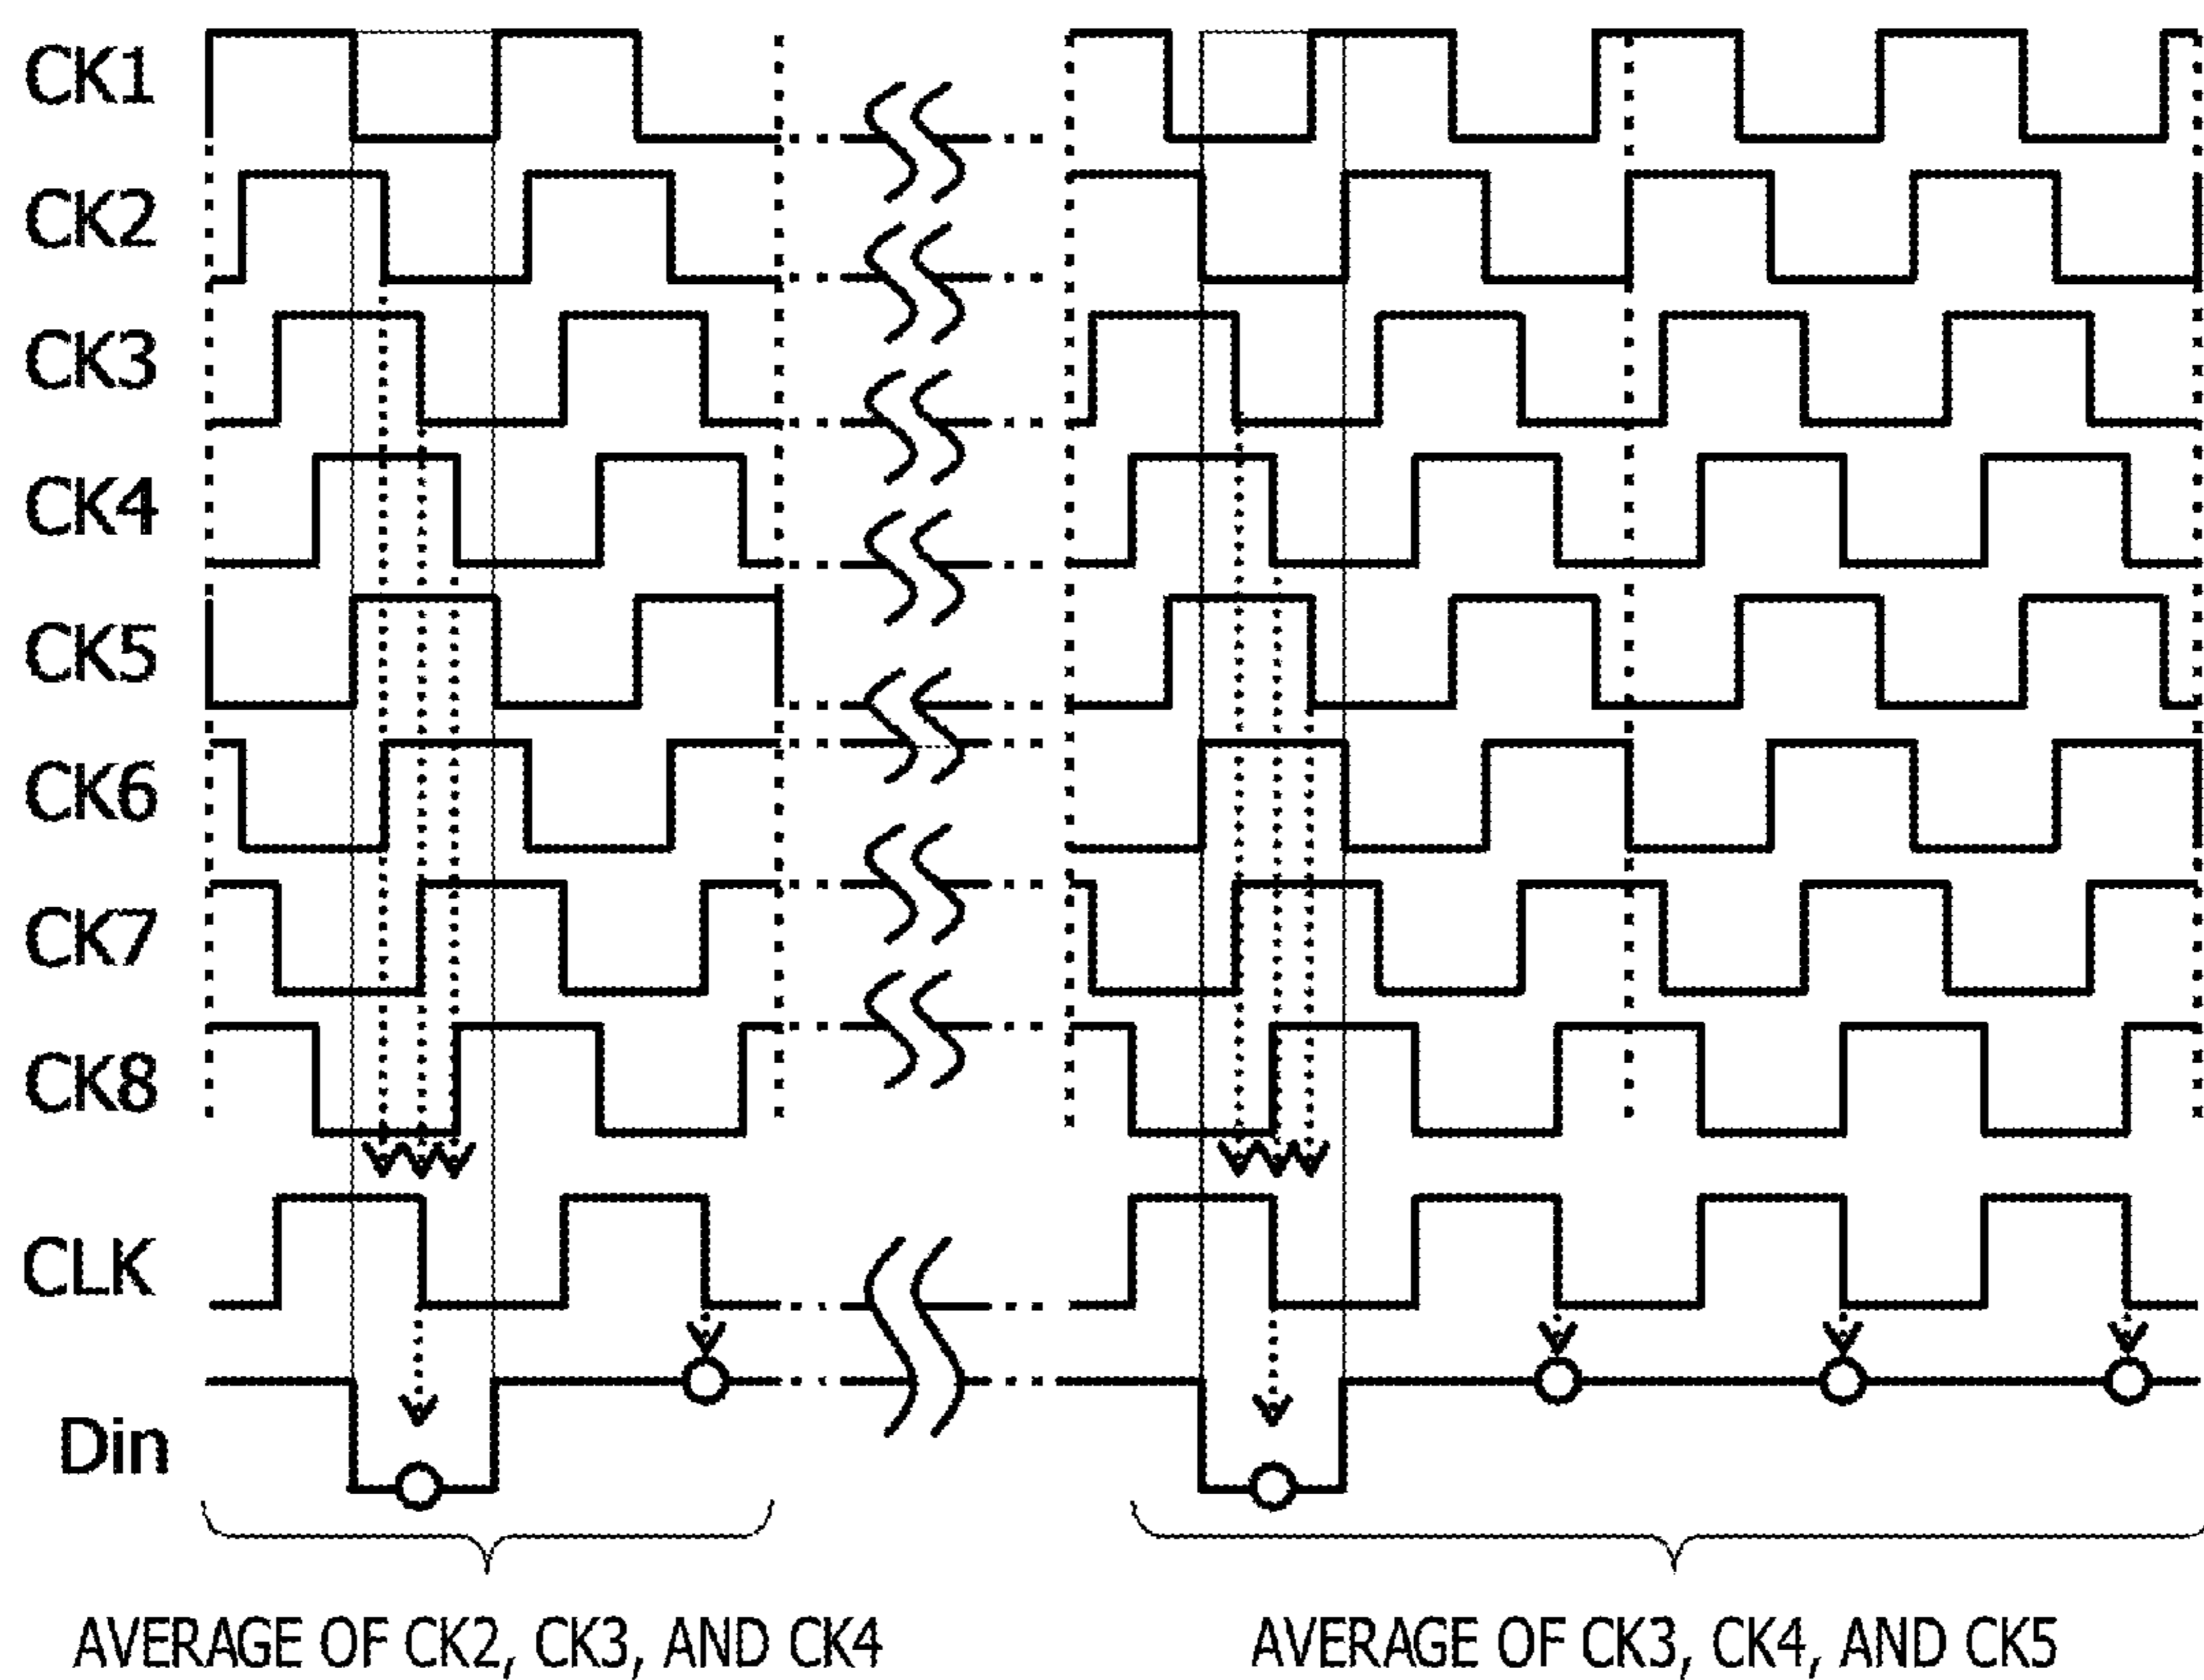 CK1
CK2
CK3
CK4
CK5
CK6
CK7
CK8
CLK
Din
AVERAGE OF CK2, CK3, AND CK4
AVERAGE OF CK3, CK4, AND CK5